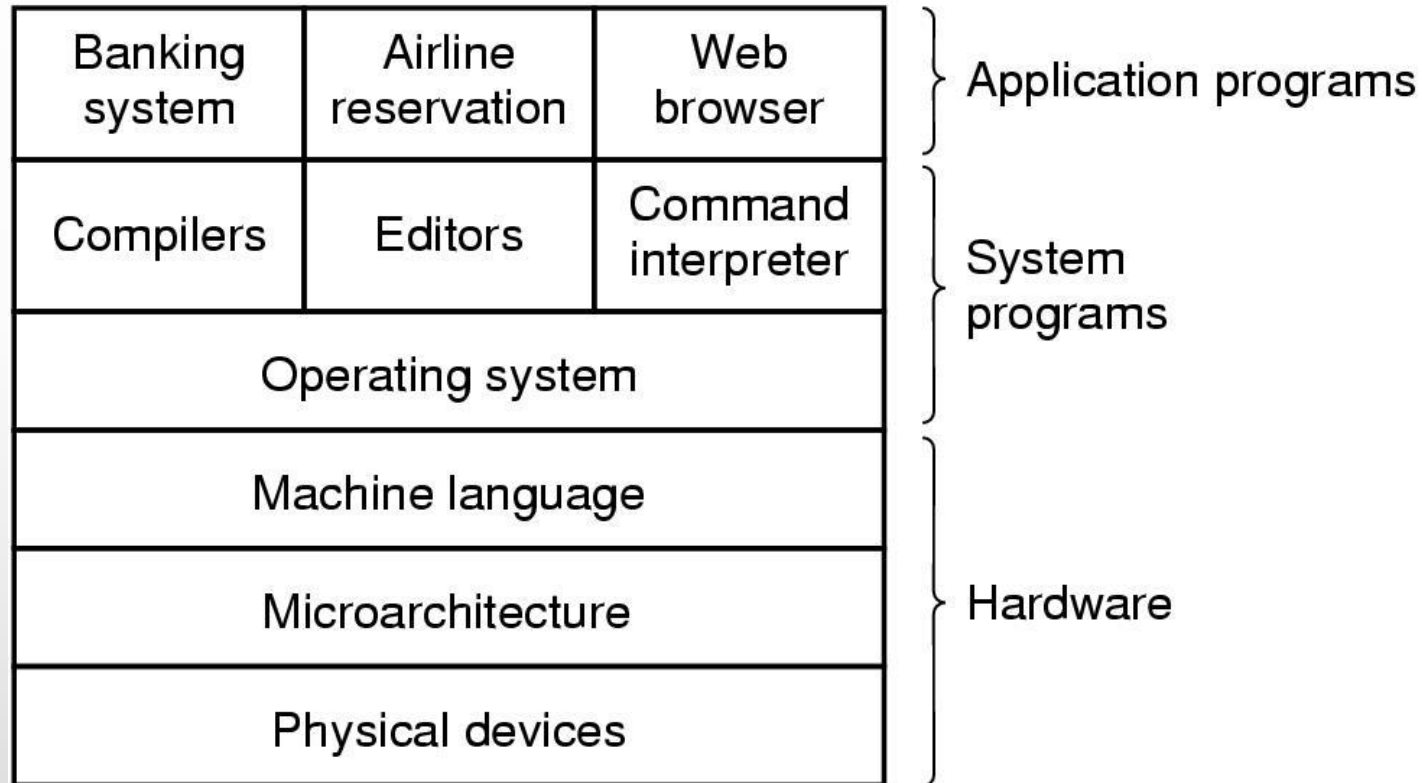 Banking
system
Airline
reservation
Web
browser
Application programs
Compilers
Editors
Command
interpreter
System
programs
Operating system
Machine language
Microarchitecture
Hardware
Physical devices